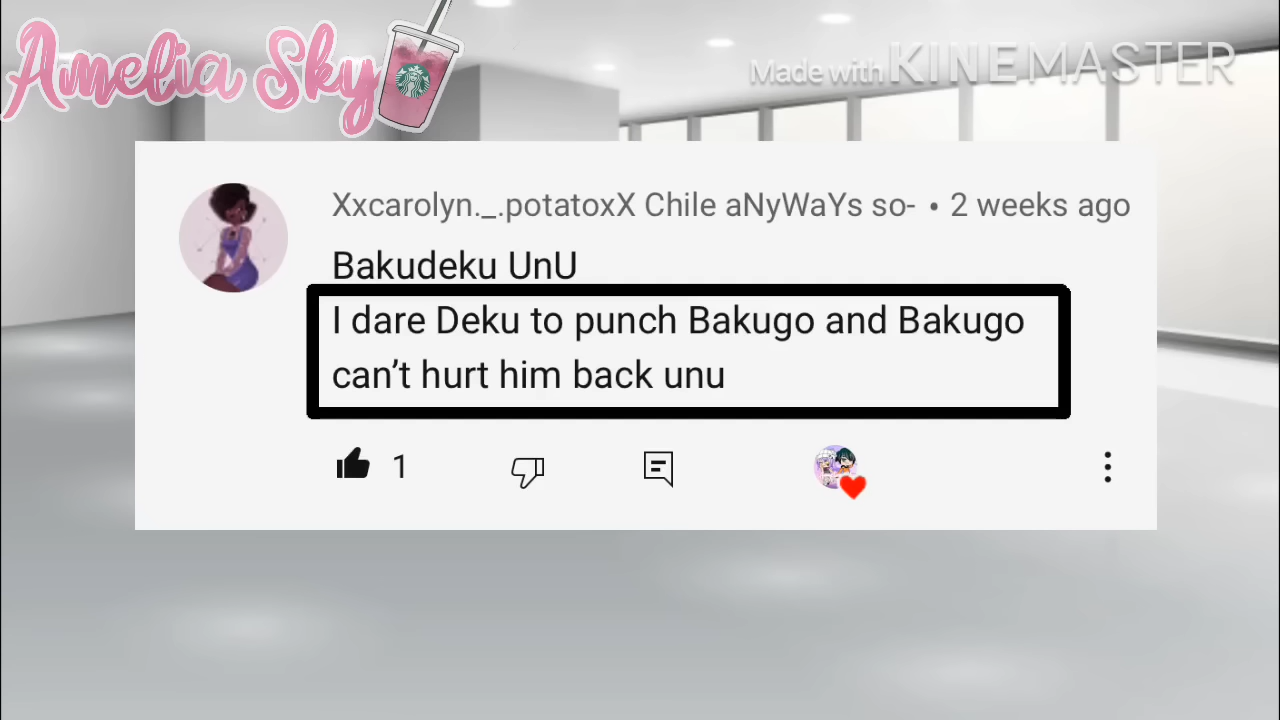 Amelia Sky
Made with KINEMASTER
Xxcarolyn._.potatoxX Chile aNyWaYs so- • 2 weeks ago
Bakudeku UnU
I dare Deku to punch Bakugo and Bakugo
can't hurt him back unu
1